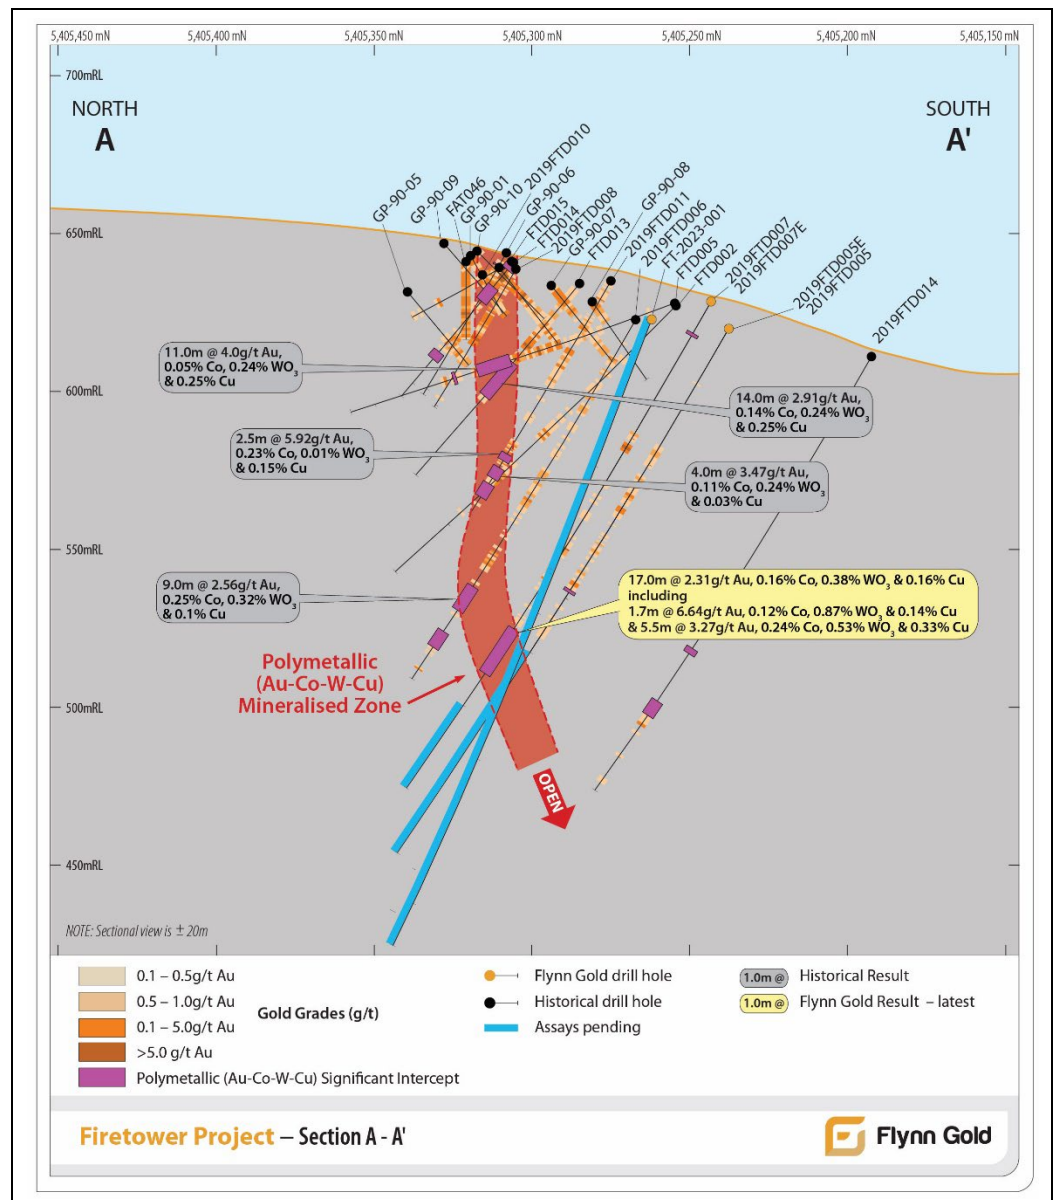 5,405,450 mN
5,405,400 mN
5,405,350 mN
5,405,300 mN
5,405,250 mN
5,405,200 mN
5,405,150 mN
700mRL
NORTH
A
SOUTH
A'
GP-90-05
GP-90-09
FAT046
GP-90-01
GP-90-10
2019FTD010
GP-90-06
FTD015
FTD014
2019FTD008
GP-90-07
FTD013
GP-90-08
2019FTD011
2019FTD006
FT-2023-001
FTD005
FTD002
2019FTD007
2019FTD007E
2019FTD005E
2019FTD005
2019FTD014
650mRL
11.0m @ 4.0g/t Au,
0.05% Co, 0.24% WO3
& 0.25% Cu
600mRL
14.0m @ 2.91g/t Au,
0.14% Co, 0.24% WO3
& 0.25% Cu
2.5m @ 5.92g/t Au,
0.23% Co, 0.01% WO3
& 0.15% Cu
4.0m @ 3.47g/t Au,
0.11% Co, 0.24% WO3
& 0.03% Cu
550mRL
9.0m @ 2.56g/t Au,
0.25% Co, 0.32% WO3
& 0.1% Cu
17.0m @ 2.31g/t Au, 0.16% Co, 0.38% WO3 & 0.16% Cu
including
1.7m @ 6.64g/t Au, 0.12% Co, 0.87% WO3 & 0.14% Cu
& 5.5m @ 3.27g/t Au, 0.24% Co, 0.53% WO3 & 0.33% Cu
Polymetallic
(Au-Co-W-Cu)
Mineralised Zone
500mRL
OPEN
450mRL
NOTE: Sectional view is ± 20m
0.1 – 0.5g/t Au
0.5 – 1.0g/t Au
0.1 – 5.0g/t Au
>5.0 g/t Au
Gold Grades (g/t)
Polymetallic (Au-Co-W-Cu) Significant Intercept
Flynn Gold drill hole
Historical drill hole
Assays pending
1.0m @ Historical Result
1.0m @ Flynn Gold Result – latest
Firetower Project – Section A - A'
Flynn Gold